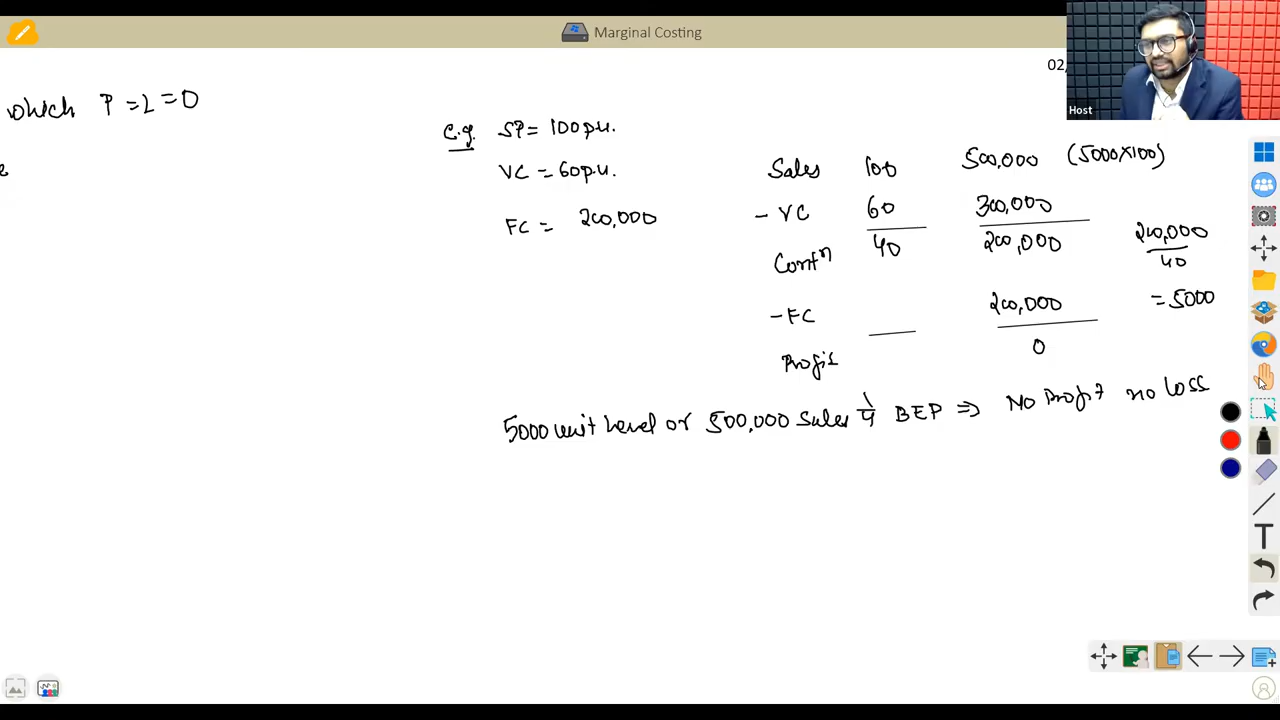 Marginal Costing
02/
Host
which P = L = 0
e.g. SP = 100 p.u.
VC = 60 p.u.
FC = 200,000
Sales 100 500,000 (5000×100)
- VC 60 300,000
Contn 40 200,000
200,000
40
= 5000
- FC 200,000
Profit 0
5000 unit level or 500,000 Sales BEP ⇒ No Profit no loss
T